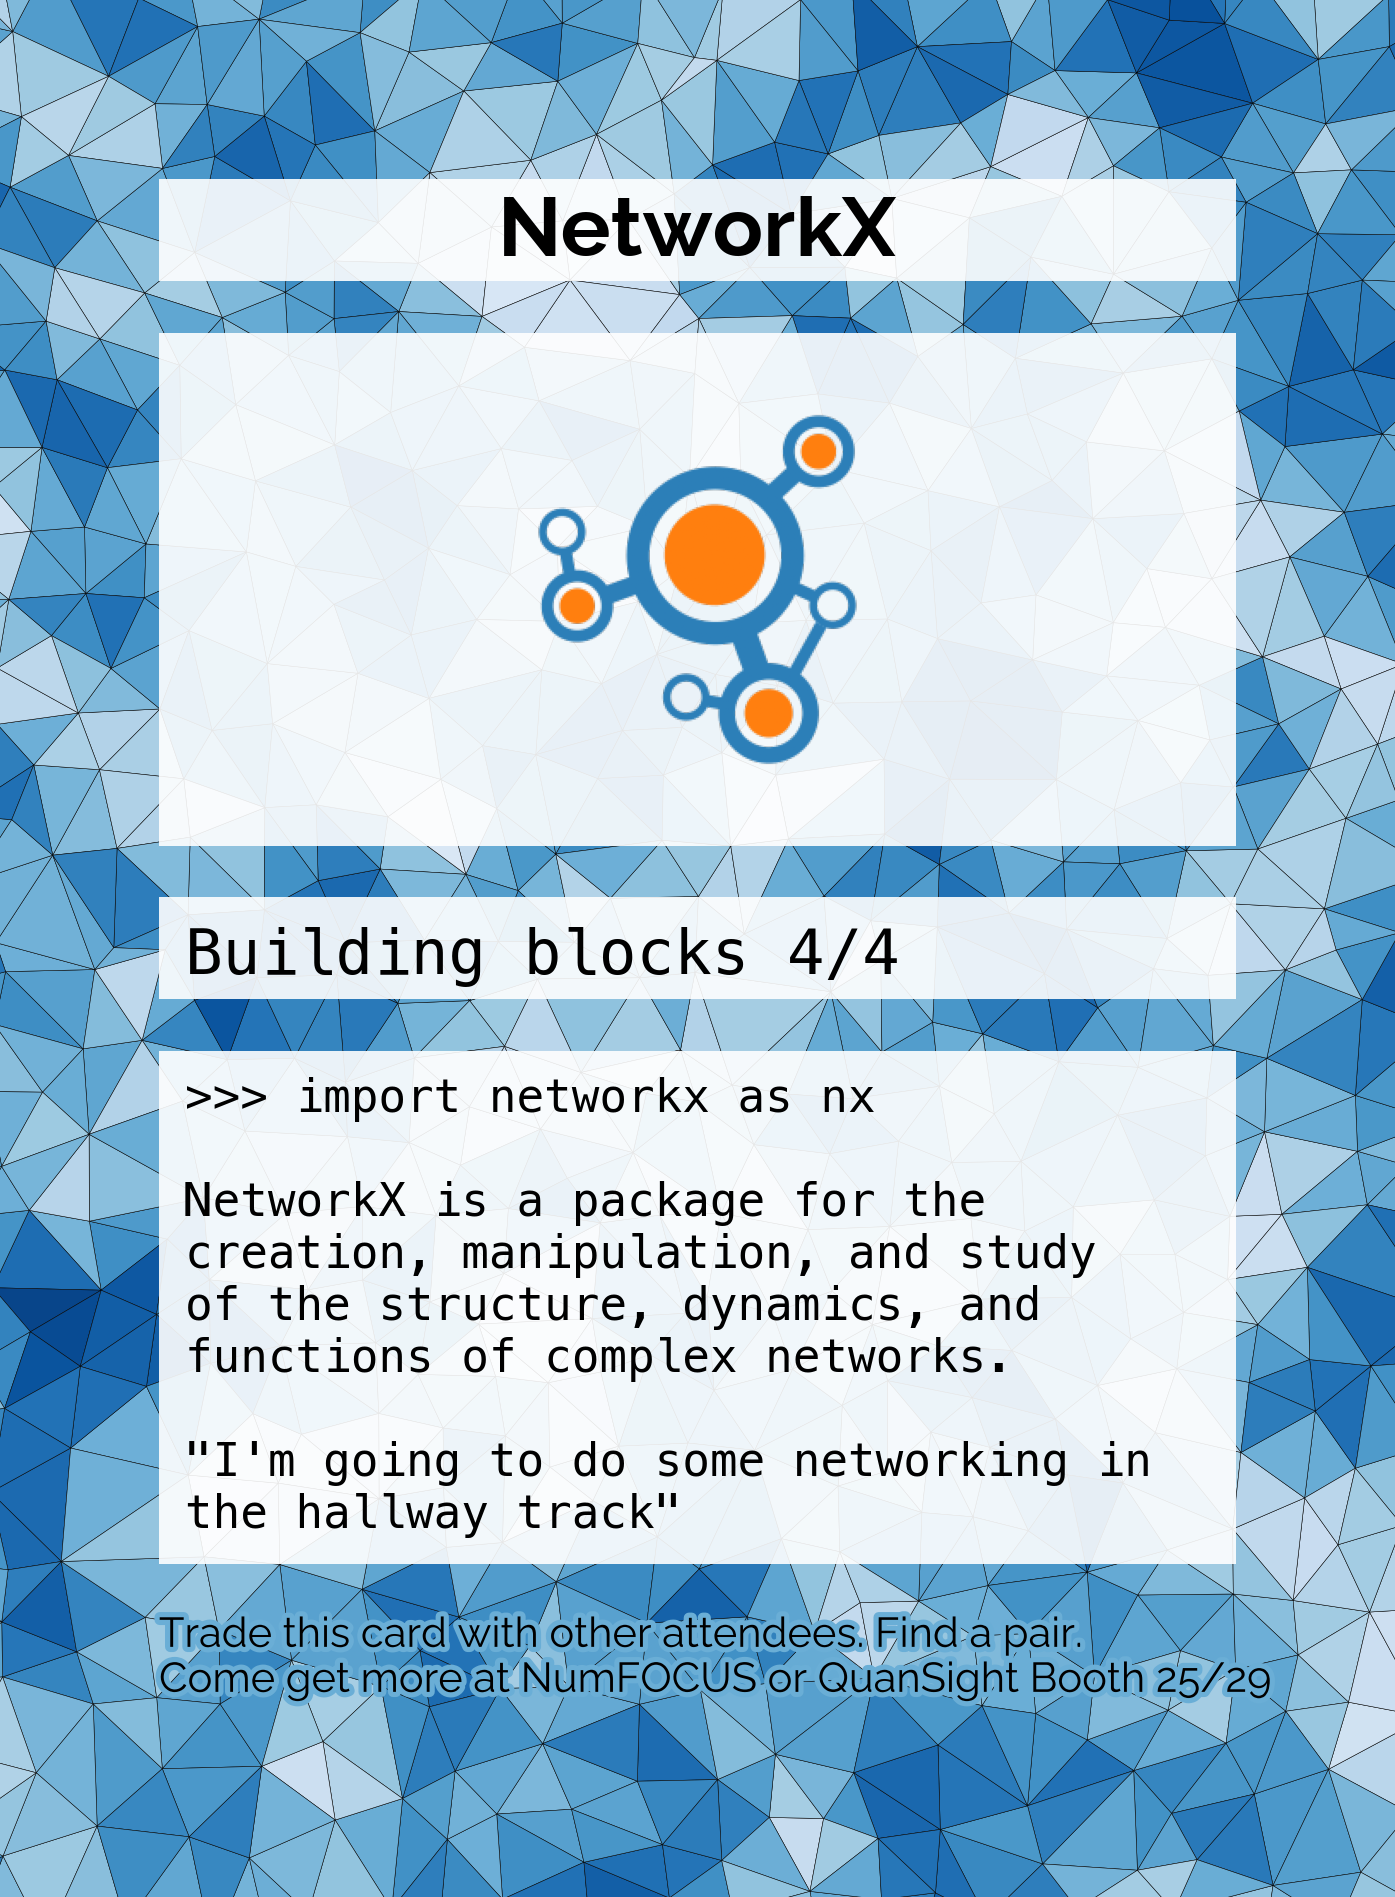 NetworkX
Building blocks 4/4
>>> import networkx as nx
NetworkX is a package for the
creation, manipulation, and study
of the structure, dynamics, and
functions of complex networks.
"I'm going to do some networking in
the hallway track"
Trade this card with other attendees. Find a pair.
Come get more at NumFOCUS or QuanSight Booth 25/29